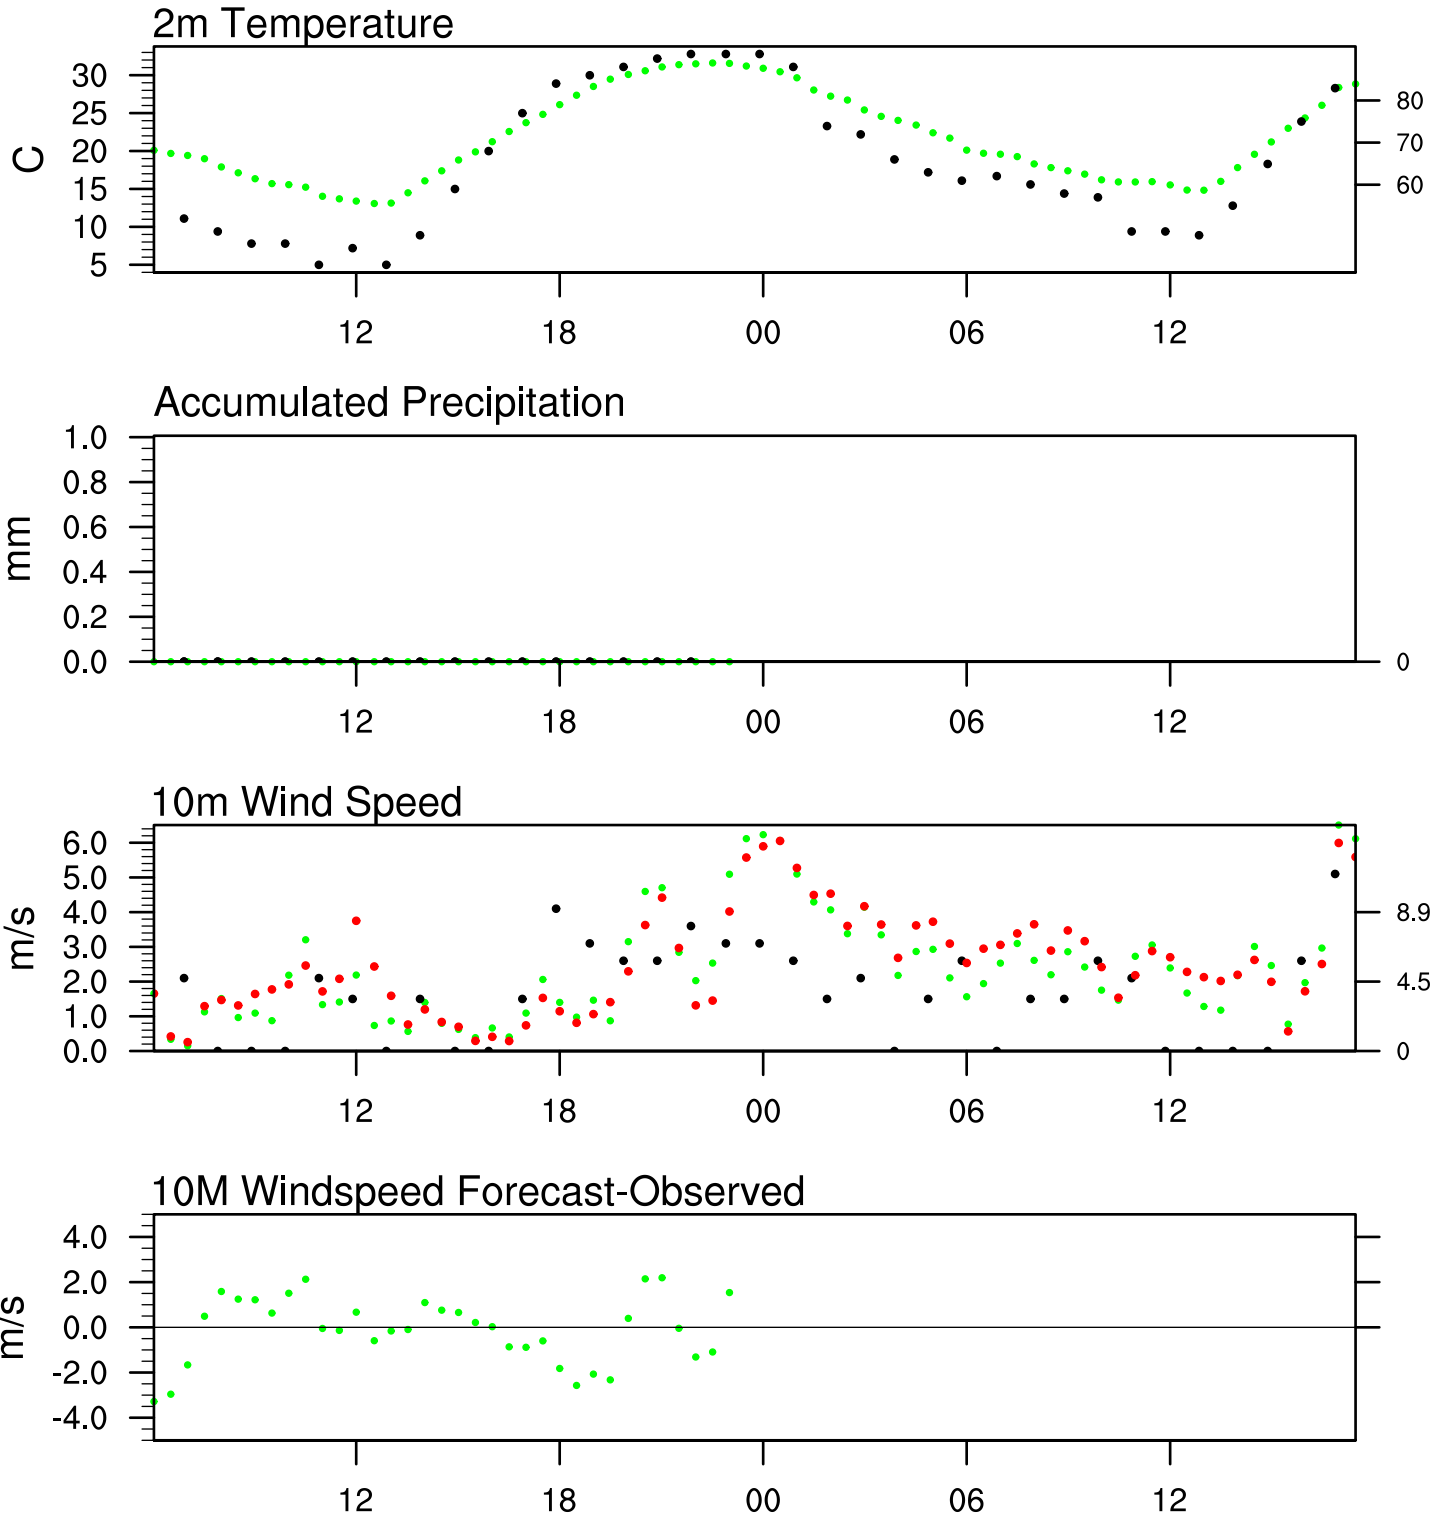 2m Temperature
30
25
20
15
10
5
C
80
70
60
12 18 00 06 12
Accumulated Precipitation
1.0
0.8
0.6
0.4
0.2
0.0
mm
0
12 18 00 06 12
10m Wind Speed
6.0
5.0
4.0
3.0
2.0
1.0
0.0
m/s
8.9
4.5
0
12 18 00 06 12
10M Windspeed Forecast-Observed
4.0
2.0
0.0
-2.0
-4.0
m/s
12 18 00 06 12